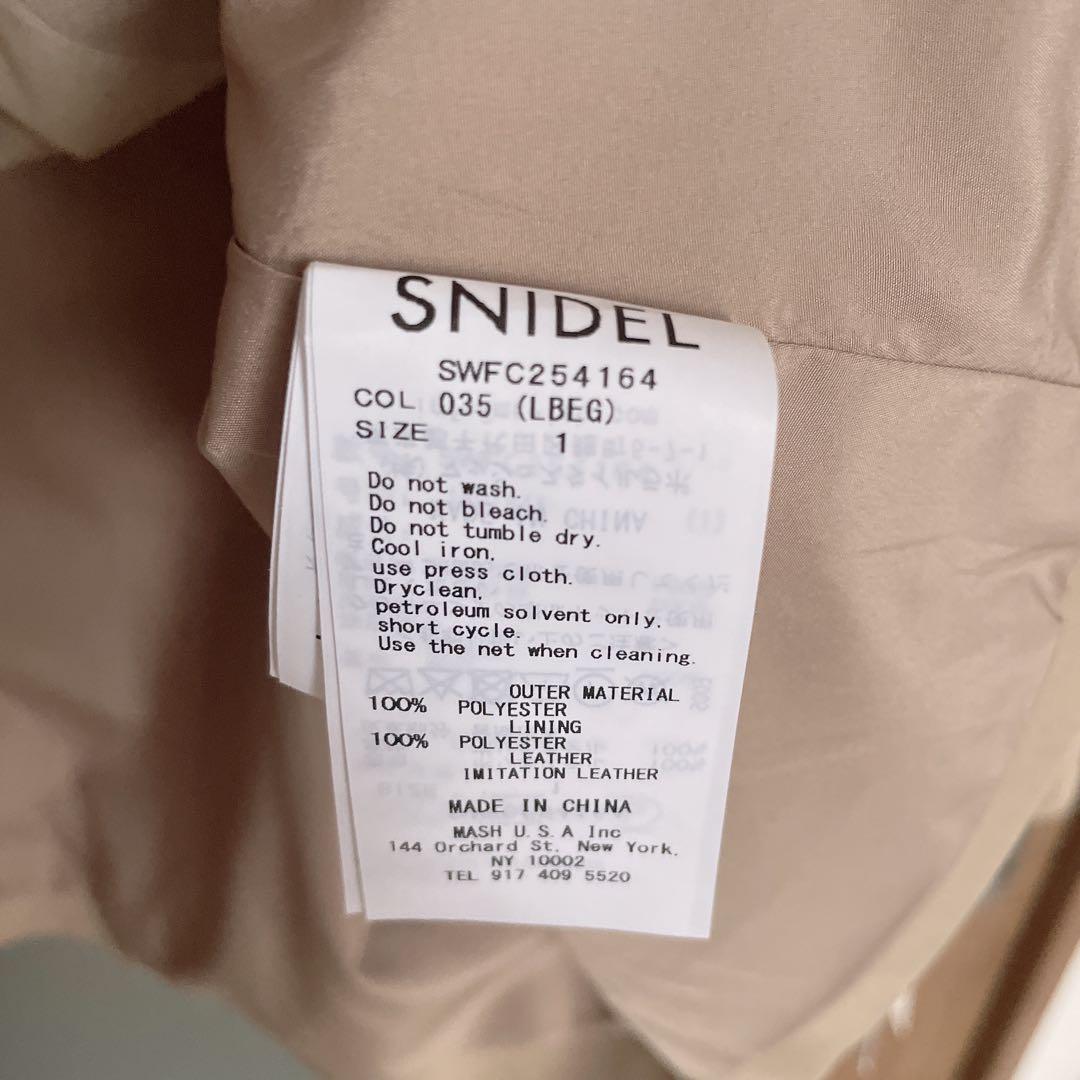 SNIDEL
SWFC254164
COL 035 (LBEG)
SIZE 1
Do not wash.
Do not bleach.
Do not tumble dry.
Cool iron,
use press cloth.
Dryclean,
petroleum solvent only,
short cycle.
Use the net when cleaning.
OUTER MATERIAL
100% POLYESTER
LINING
100% POLYESTER
LEATHER
IMITATION LEATHER
MADE IN CHINA
MASH U.S.A Inc
144 Orchard St, New York,
NY 10002
TEL 917 409 5520